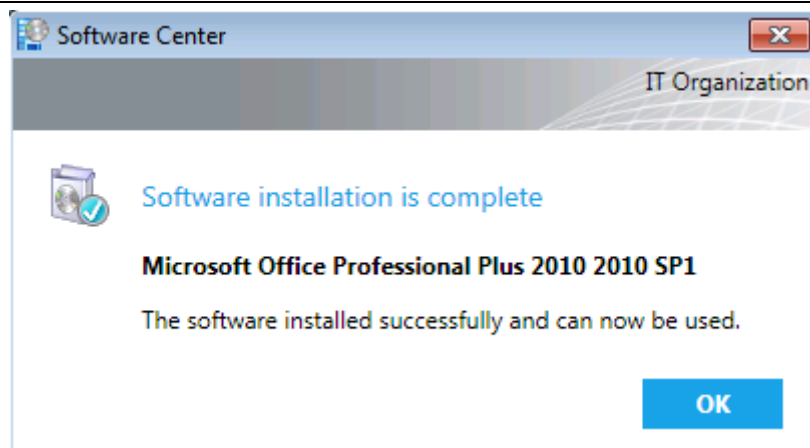 Software Center
IT Organization
Software installation is complete
Microsoft Office Professional Plus 2010 2010 SP1
The software installed successfully and can now be used.
OK